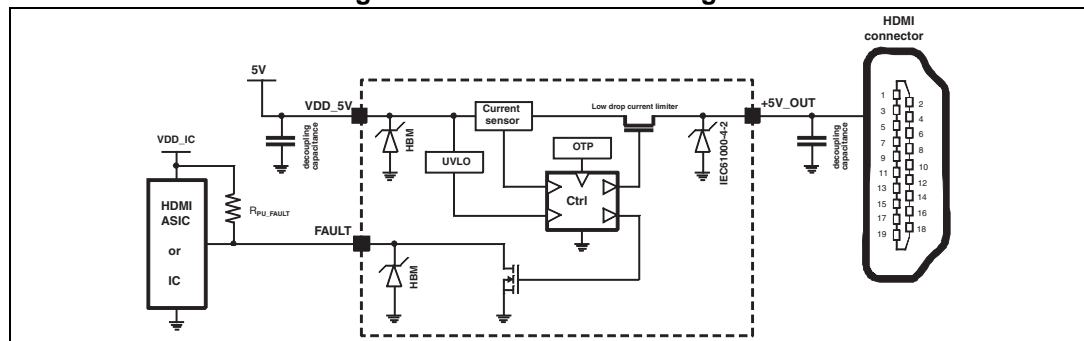 HDMI
connector
5V
VDD_5V
decoupling
capacitance
HBM
Current
sensor
Low drop current limiter
+5V_OUT
IEC61000-4-2
decoupling
capacitance
UVLO
OTP
Ctrl
VDD_IC
HDMI
ASIC
or
IC
RPU_FAULT
FAULT
HBM
1
2
3
4
5
6
7
8
9
10
11
12
13
14
15
16
17
18
19